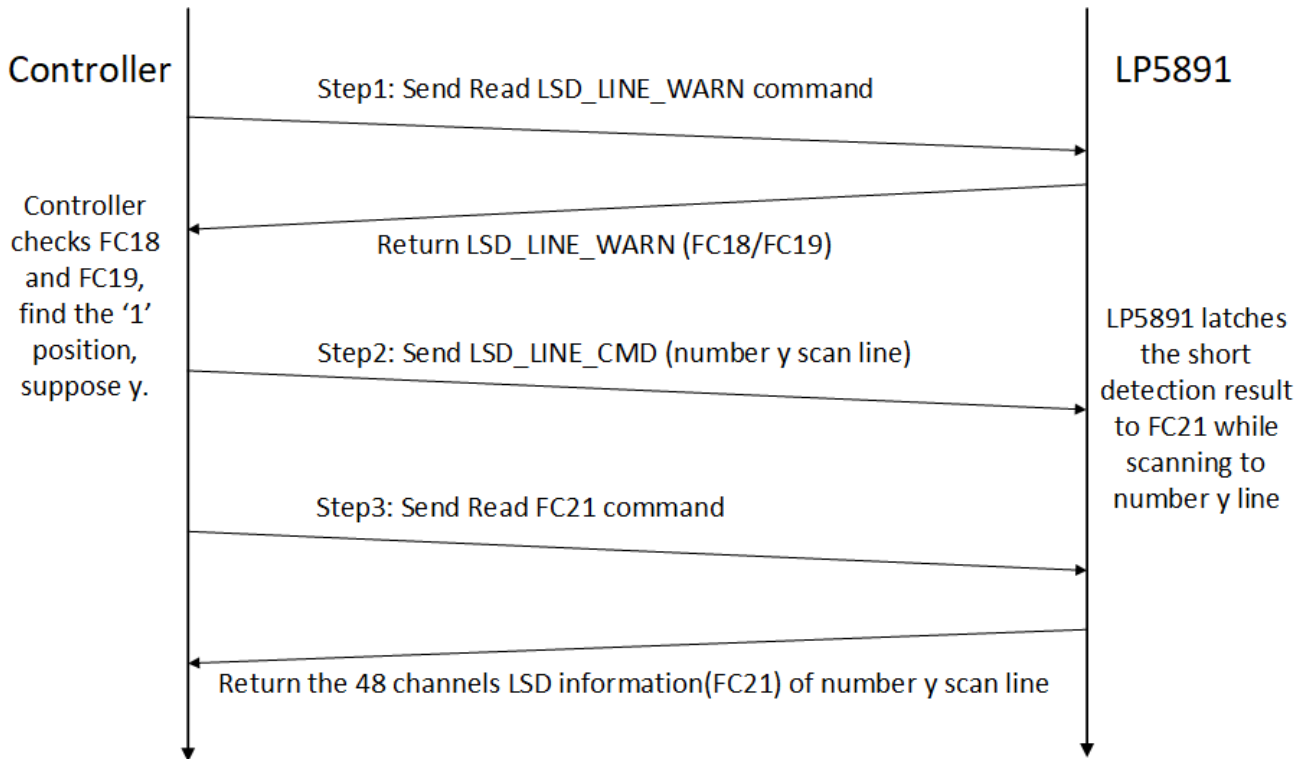 Controller
LP5891
Step1: Send Read LSD_LINE_WARN command
Controller
checks FC18
and FC19,
find the ‘1’
position,
suppose y.
Return LSD_LINE_WARN (FC18/FC19)
Step2: Send LSD_LINE_CMD (number y scan line)
LP5891 latches
the short
detection result
to FC21 while
scanning to
number y line
Step3: Send Read FC21 command
Return the 48 channels LSD information(FC21) of number y scan line